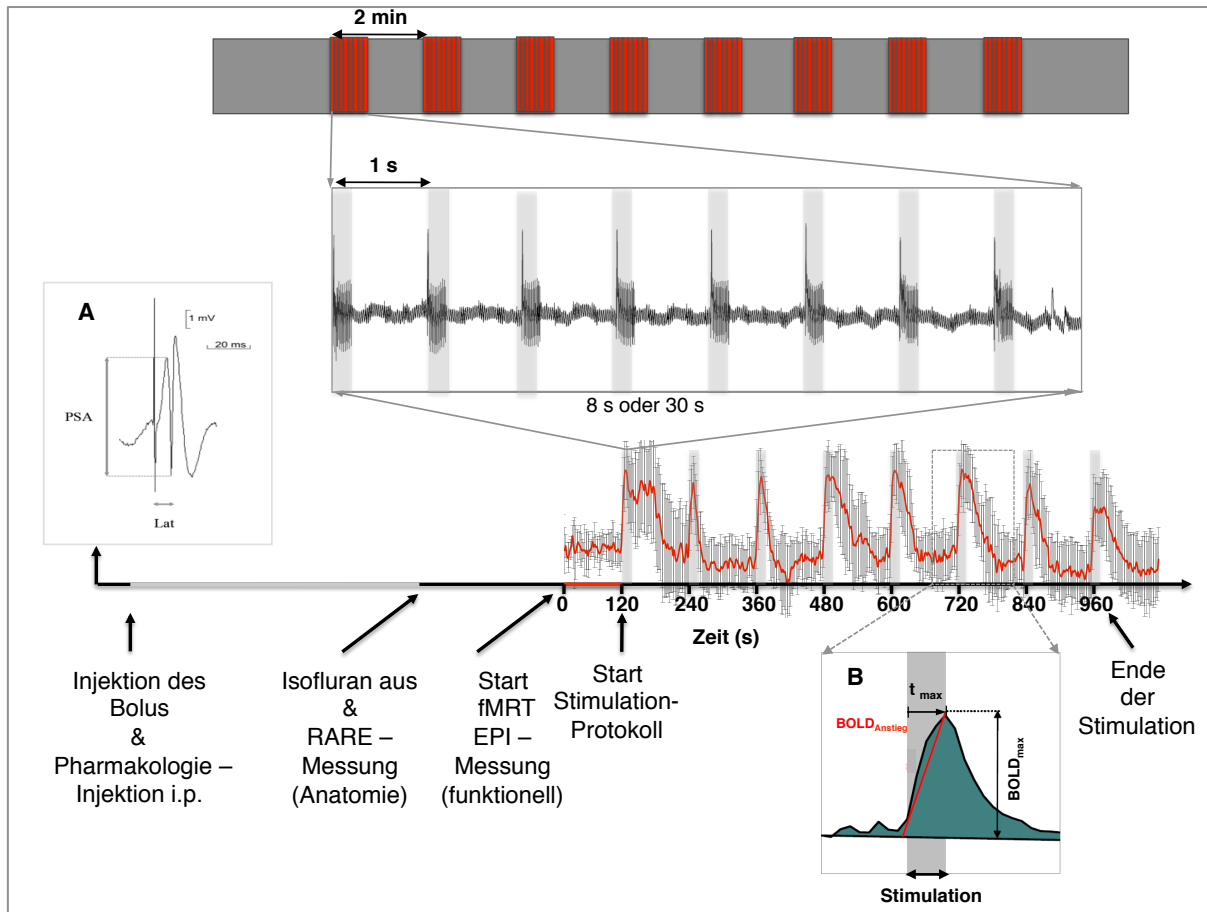 2 min
1 s
8 s oder 30 s
A
1 mV
20 ms
PSA
Lat
0 120 240 360 480 600 720 840 960
Zeit (s)
Injektion des
Bolus
&
Pharmakologie –
Injektion i.p.
Isofluran aus
&
RARE –
Messung
(Anatomie)
Start
fMRT
EPI –
Messung
(funktionell)
Start
Stimulation-
Protokoll
B
t max
BOLDAnstieg
BOLDmax
Stimulation
Ende
der
Stimulation